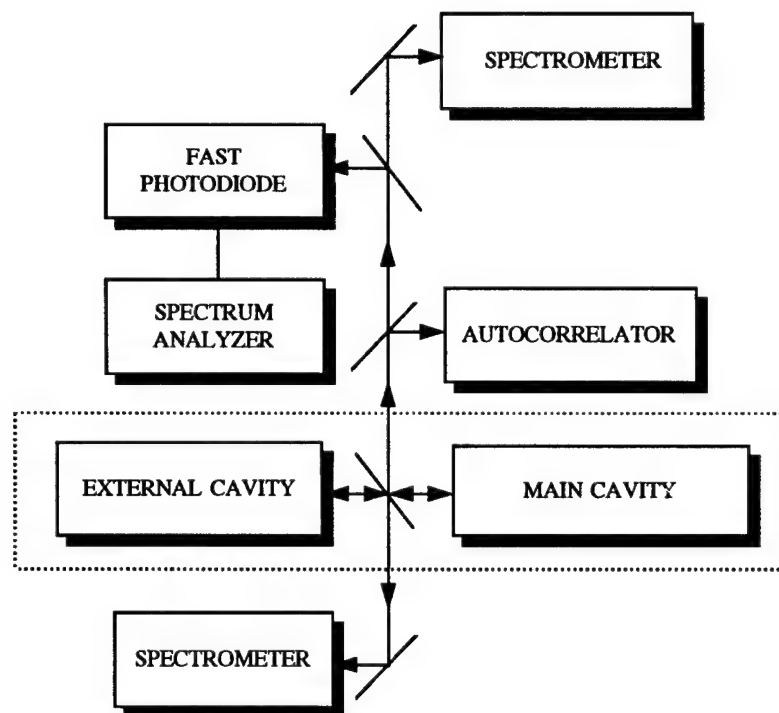 SPECTROMETER
FAST
PHOTODIODE
SPECTRUM
ANALYZER
AUTOCORRELATOR
EXTERNAL CAVITY
MAIN CAVITY
SPECTROMETER